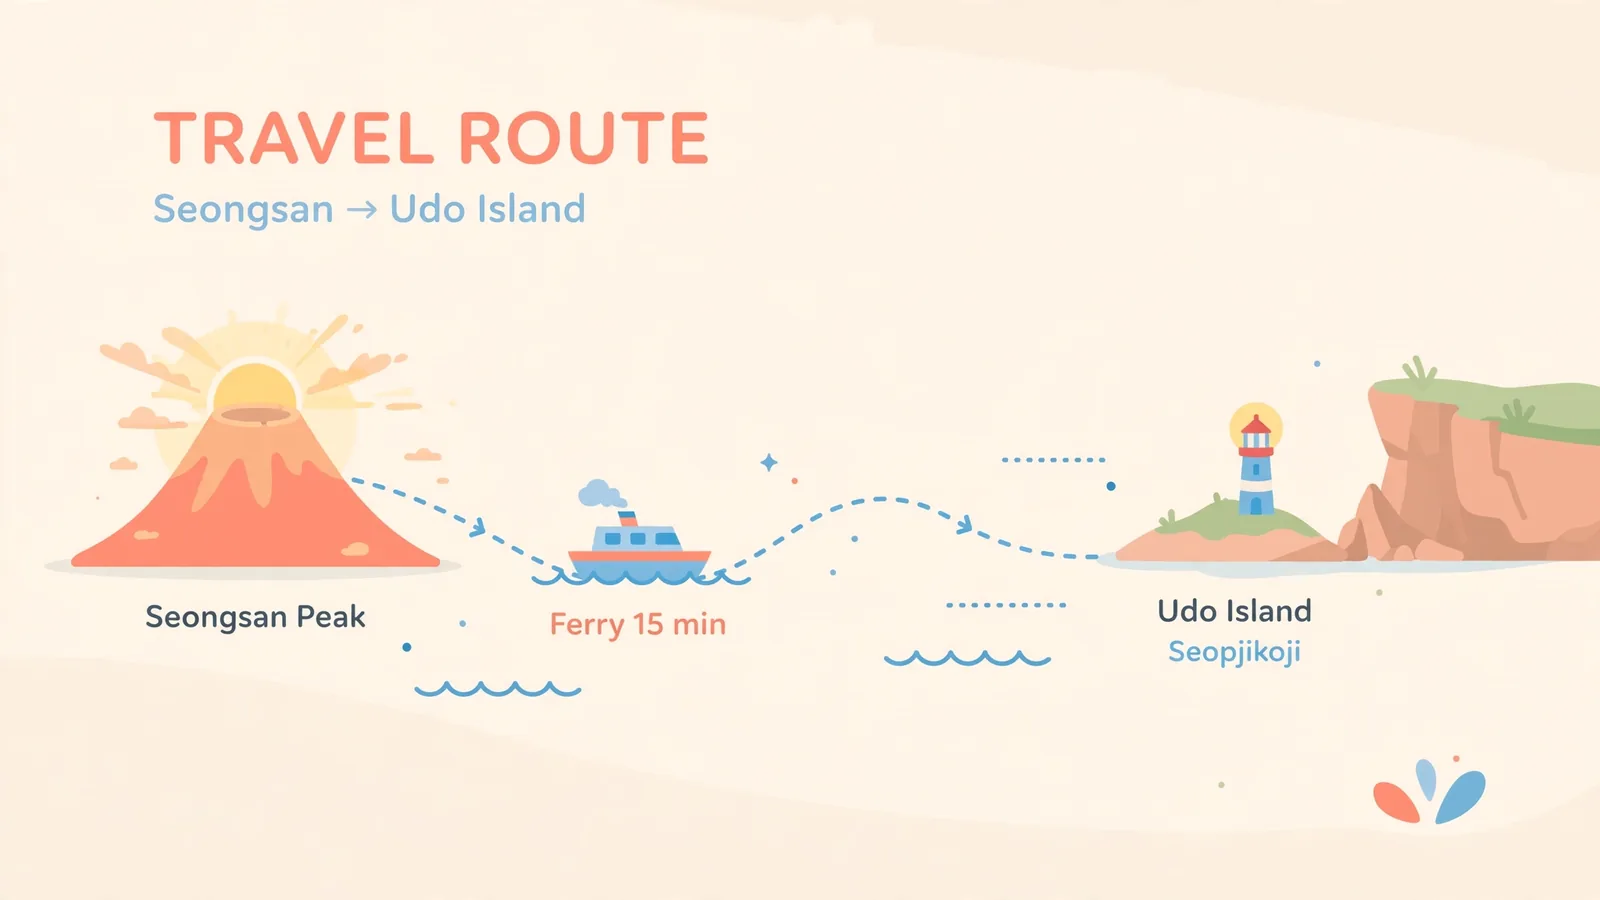 TRAVEL ROUTE
Seongsan → Udo Island
Seongsan Peak
Ferry 15 min
Udo Island
Seopjikoji